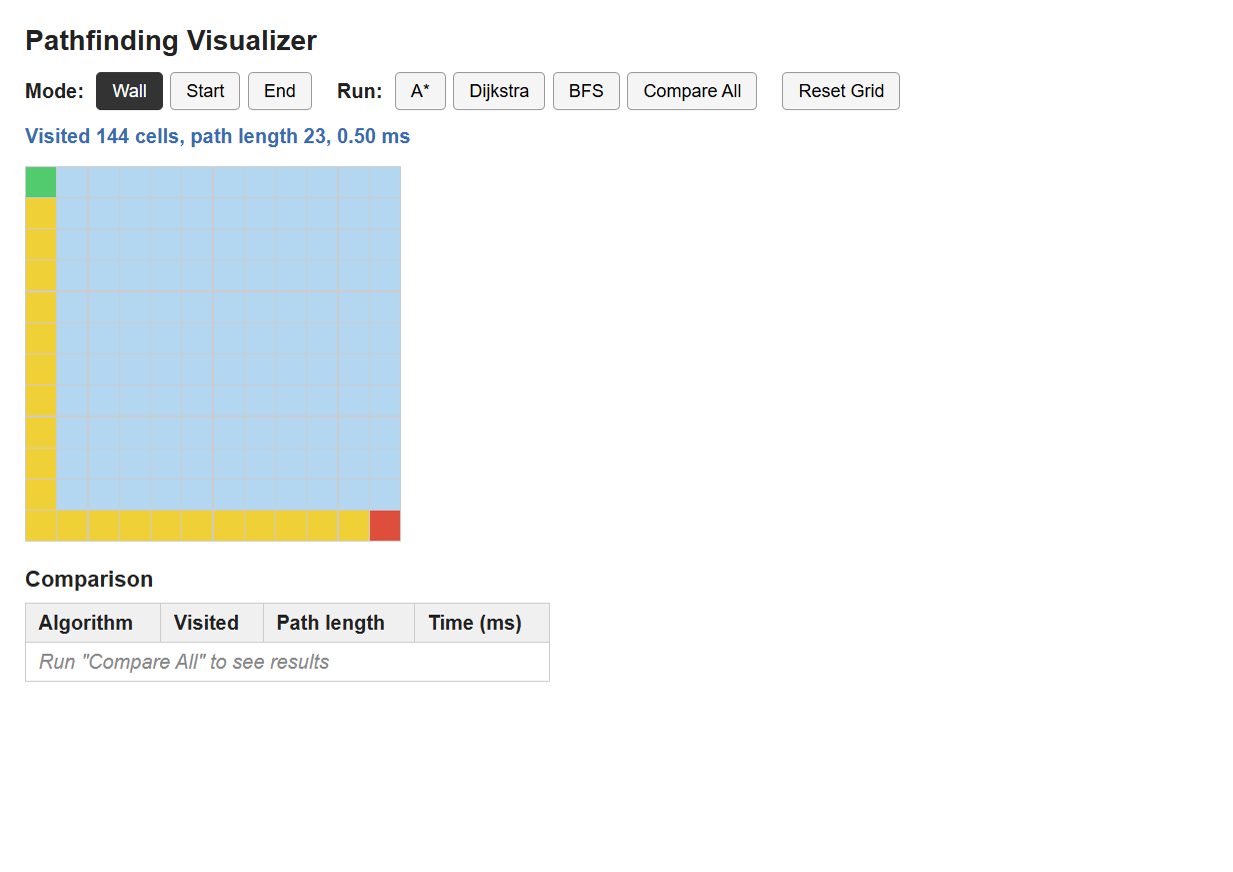 Pathfinding Visualizer
Mode: Wall Start End Run: A* Dijkstra BFS Compare All Reset Grid
Visited 144 cells, path length 23, 0.50 ms
Comparison
Algorithm Visited Path length Time (ms)
Run "Compare All" to see results